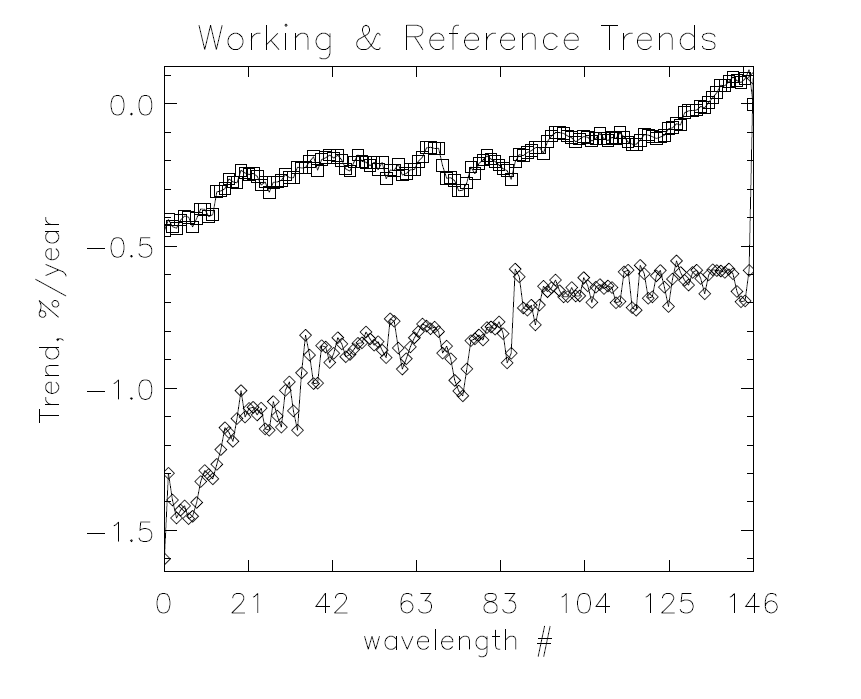 Working & Reference Trends
0.0
−0.5
−1.0
−1.5
Trend, %/year
0 21 42 63 83 104 125 146
wavelength #